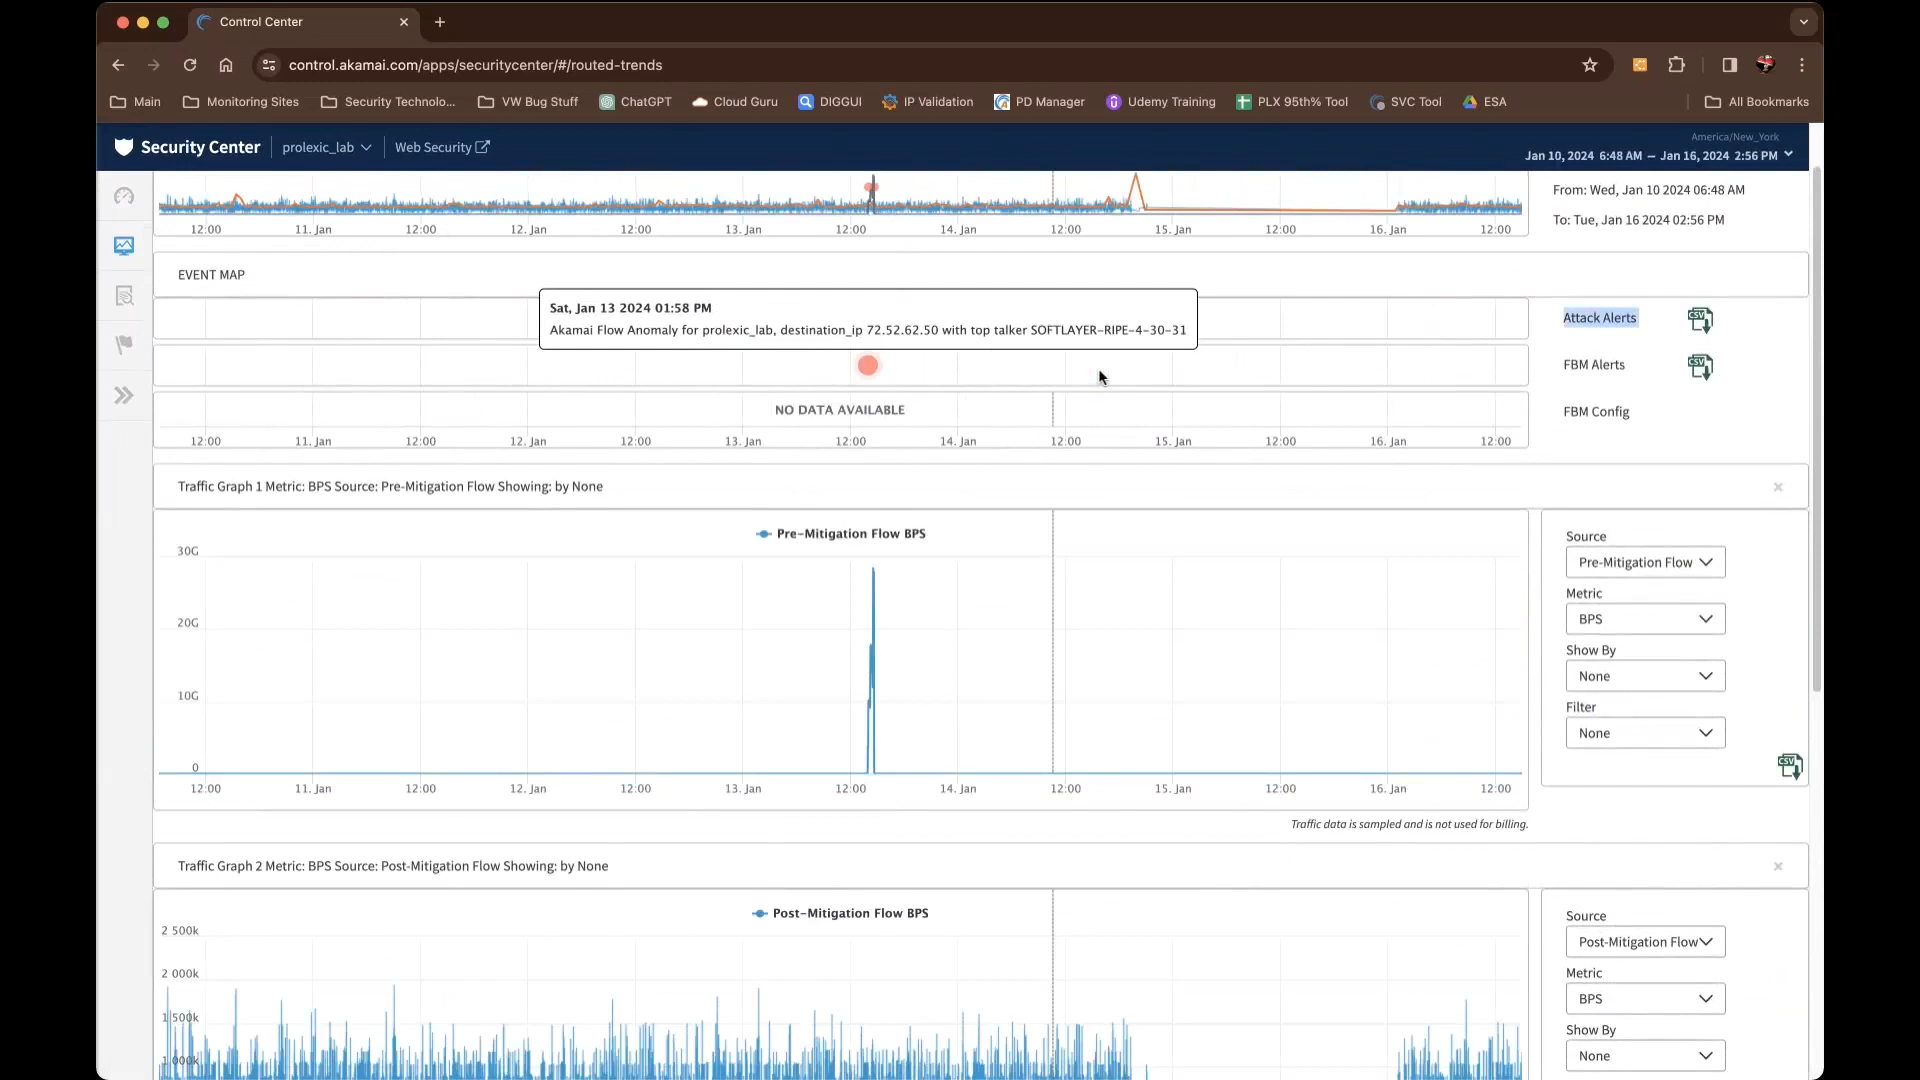 Control Center
control.akamai.com/apps/securitycenter/#/routed-trends
Main Monitoring Sites Security Technolo... VW Bug Stuff ChatGPT Cloud Guru DIGGUI IP Validation PD Manager Udemy Training PLX 95th% Tool SVC Tool ESA All Bookmarks
Security Center prolexic_lab Web Security
America/New_York
Jan 10, 2024 6:48 AM — Jan 16, 2024 2:56 PM
From: Wed, Jan 10 2024 06:48 AM
To: Tue, Jan 16 2024 02:56 PM
12:00 11. Jan 12:00 12. Jan 12:00 13. Jan 12:00 14. Jan 12:00 15. Jan 12:00 16. Jan 12:00
EVENT MAP
Sat, Jan 13 2024 01:58 PM
Akamai Flow Anomaly for prolexic_lab, destination_ip 72.52.62.50 with top talker SOFTLAYER-RIPE-4-30-31
Attack Alerts CSV
FBM Alerts CSV
NO DATA AVAILABLE
FBM Config
12:00 11. Jan 12:00 12. Jan 12:00 13. Jan 12:00 14. Jan 12:00 15. Jan 12:00 16. Jan 12:00
Traffic Graph 1 Metric: BPS Source: Pre-Mitigation Flow Showing: by None
Pre-Mitigation Flow BPS
30G
20G
10G
0
12:00 11. Jan 12:00 12. Jan 12:00 13. Jan 12:00 14. Jan 12:00 15. Jan 12:00 16. Jan 12:00
Source
Pre-Mitigation Flow
Metric
BPS
Show By
None
Filter
None
CSV
Traffic data is sampled and is not used for billing.
Traffic Graph 2 Metric: BPS Source: Post-Mitigation Flow Showing: by None
Post-Mitigation Flow BPS
2 500k
2 000k
1 500k
1 000k
Source
Post-Mitigation Flow
Metric
BPS
Show By
None